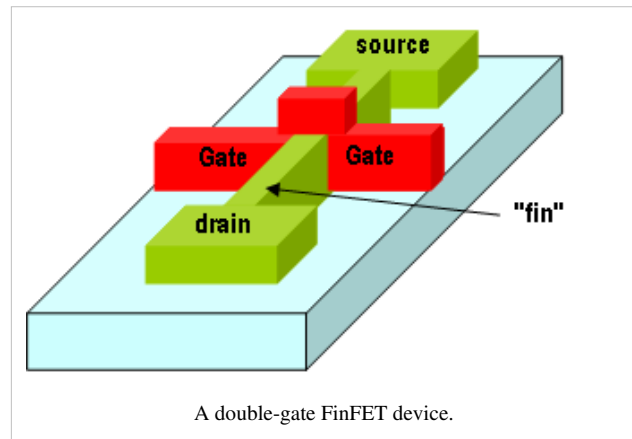 source
Gate
Gate
"fin"
drain
A double-gate FinFET device.